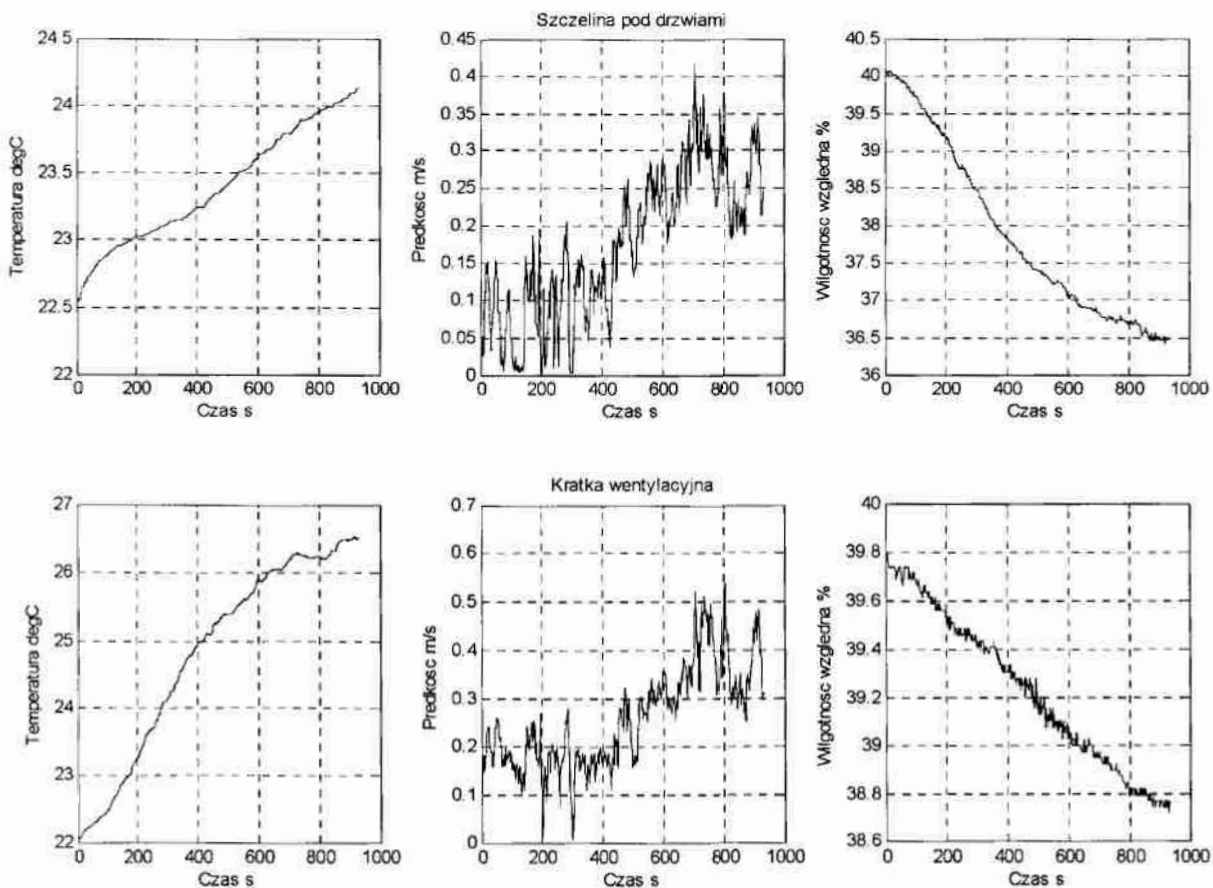 Szczelina pod drzwiami
Temperatura degC
24.5
24
23.5
23
22.5
22
0 200 400 600 800 1000
Czas s
Predkosc m/s
0.45
0.4
0.35
0.3
0.25
0.2
0.15
0.1
0.05
0
0 200 400 600 800 1000
Czas s
Wilgotnosc wzgledna %
40.5
40
39.5
39
38.5
38
37.5
37
36.5
36
0 200 400 600 800 1000
Czas s
Kratka wentylacyjna
Temperatura degC
27
26
25
24
23
22
0 200 400 600 800 1000
Czas s
Predkosc m/s
0.7
0.6
0.5
0.4
0.3
0.2
0.1
0
0 200 400 600 800 1000
Czas s
Wilgotnosc wzgledna %
40
39.8
39.6
39.4
39.2
39
38.8
38.6
0 200 400 600 800 1000
Czas s